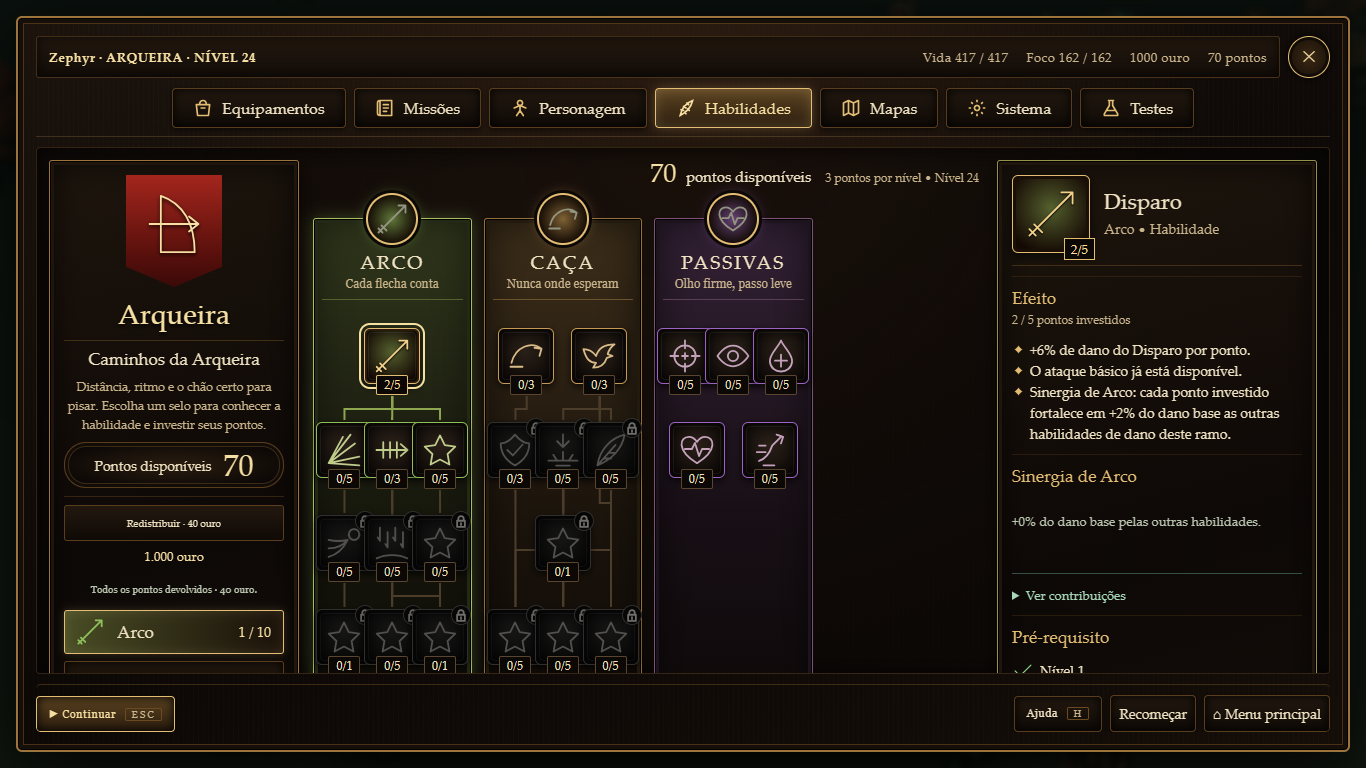 Zephyr · ARQUEIRA · NÍVEL 24
Vida 417 / 417 Foco 162 / 162 1000 ouro 70 pontos
Equipamentos Missões Personagem Habilidades Mapas Sistema Testes
Arqueira
Caminhos da Arqueira
Distância, ritmo e o chão certo para
pisar. Escolha um selo para conhecer a
habilidade e investir seus pontos.
Pontos disponíveis 70
Redistribuir · 40 ouro
1.000 ouro
Todos os pontos devolvidos · 40 ouro.
Arco 1 / 10
70 pontos disponíveis 3 pontos por nível • Nível 24
ARCO
Cada flecha conta
2/5
0/5 0/3 0/5
0/5 0/5 0/5
0/1 0/5 0/1
CAÇA
Nunca onde esperam
0/3 0/3
0/3 0/5 0/5
0/1
0/5 0/5 0/5
PASSIVAS
Olho firme, passo leve
0/5 0/5 0/5
0/5 0/5
Disparo
Arco • Habilidade
2/5
Efeito
2 / 5 pontos investidos
+6% de dano do Disparo por ponto.
O ataque básico já está disponível.
Sinergia de Arco: cada ponto investido
fortalece em +2% do dano base as outras
habilidades de dano deste ramo.
Sinergia de Arco
+0% do dano base pelas outras habilidades.
▶ Ver contribuições
Pré-requisito
Nível 1
▶ Continuar ESC
Ajuda H Recomeçar ⌂ Menu principal